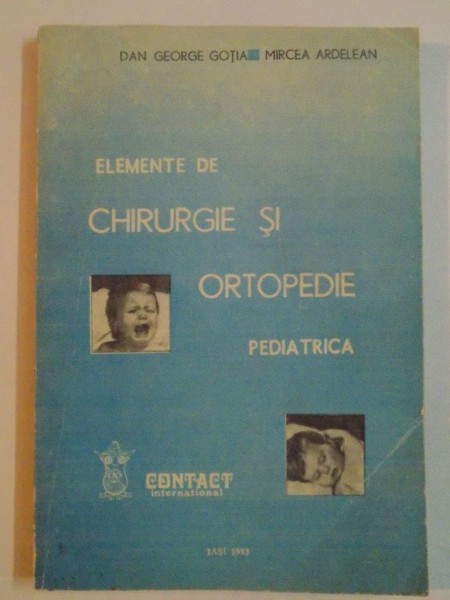 DAN GEORGE GOȚIA MIRCEA ARDELEAN
ELEMENTE DE
CHIRURGIE ȘI
ORTOPEDIE
PEDIATRICA
CONTACT
international
IAȘI 1993